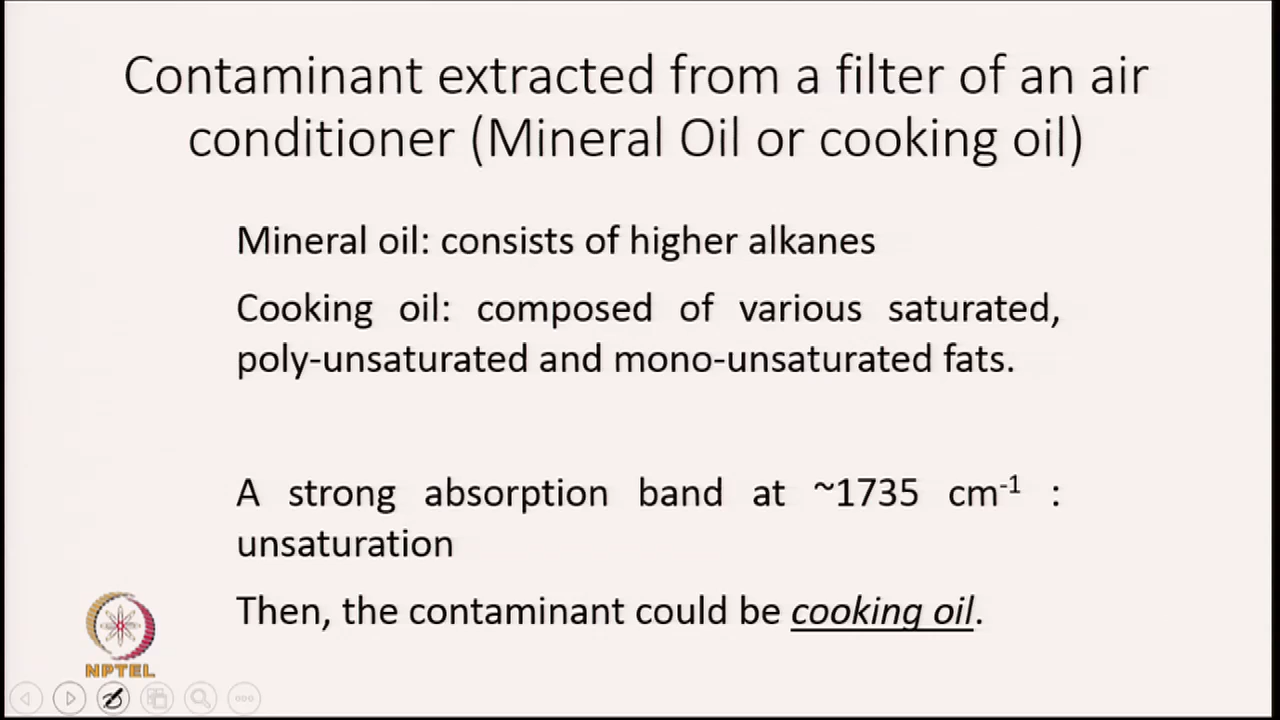 Contaminant extracted from a filter of an air
conditioner (Mineral Oil or cooking oil)
Mineral oil: consists of higher alkanes
Cooking oil: composed of various saturated,
poly-unsaturated and mono-unsaturated fats.
A strong absorption band at ~1735 cm⁻¹ :
unsaturation
Then, the contaminant could be cooking oil.
NPTEL